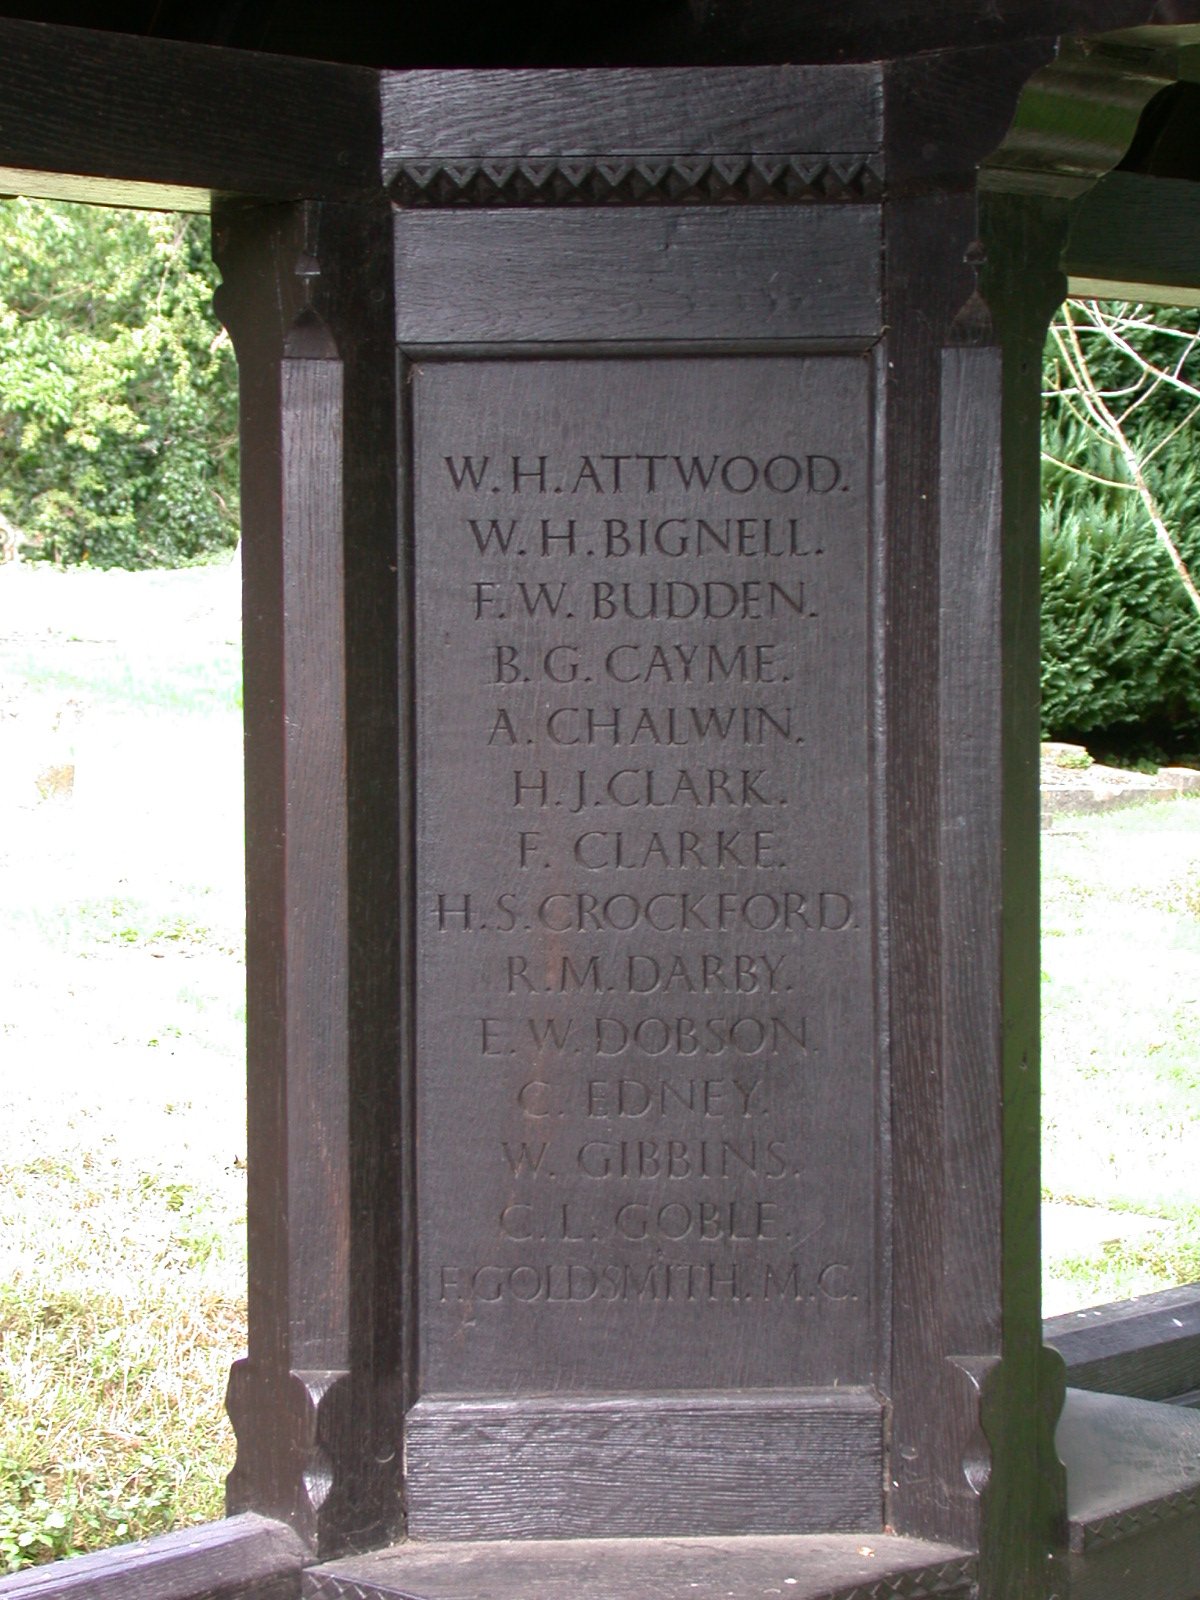 W. H. ATTWOOD.
W. H. BIGNELL.
F. W. BUDDEN.
B. G. CAYME.
A. CHALWIN.
H. J. CLARK.
F. CLARKE.
H. S. CROCKFORD.
R. M. DARBY.
E. W. DOBSON.
C. EDNEY.
W. GIBBINS.
C. L. GOBLE.
F. GOLDSMITH. M. C.